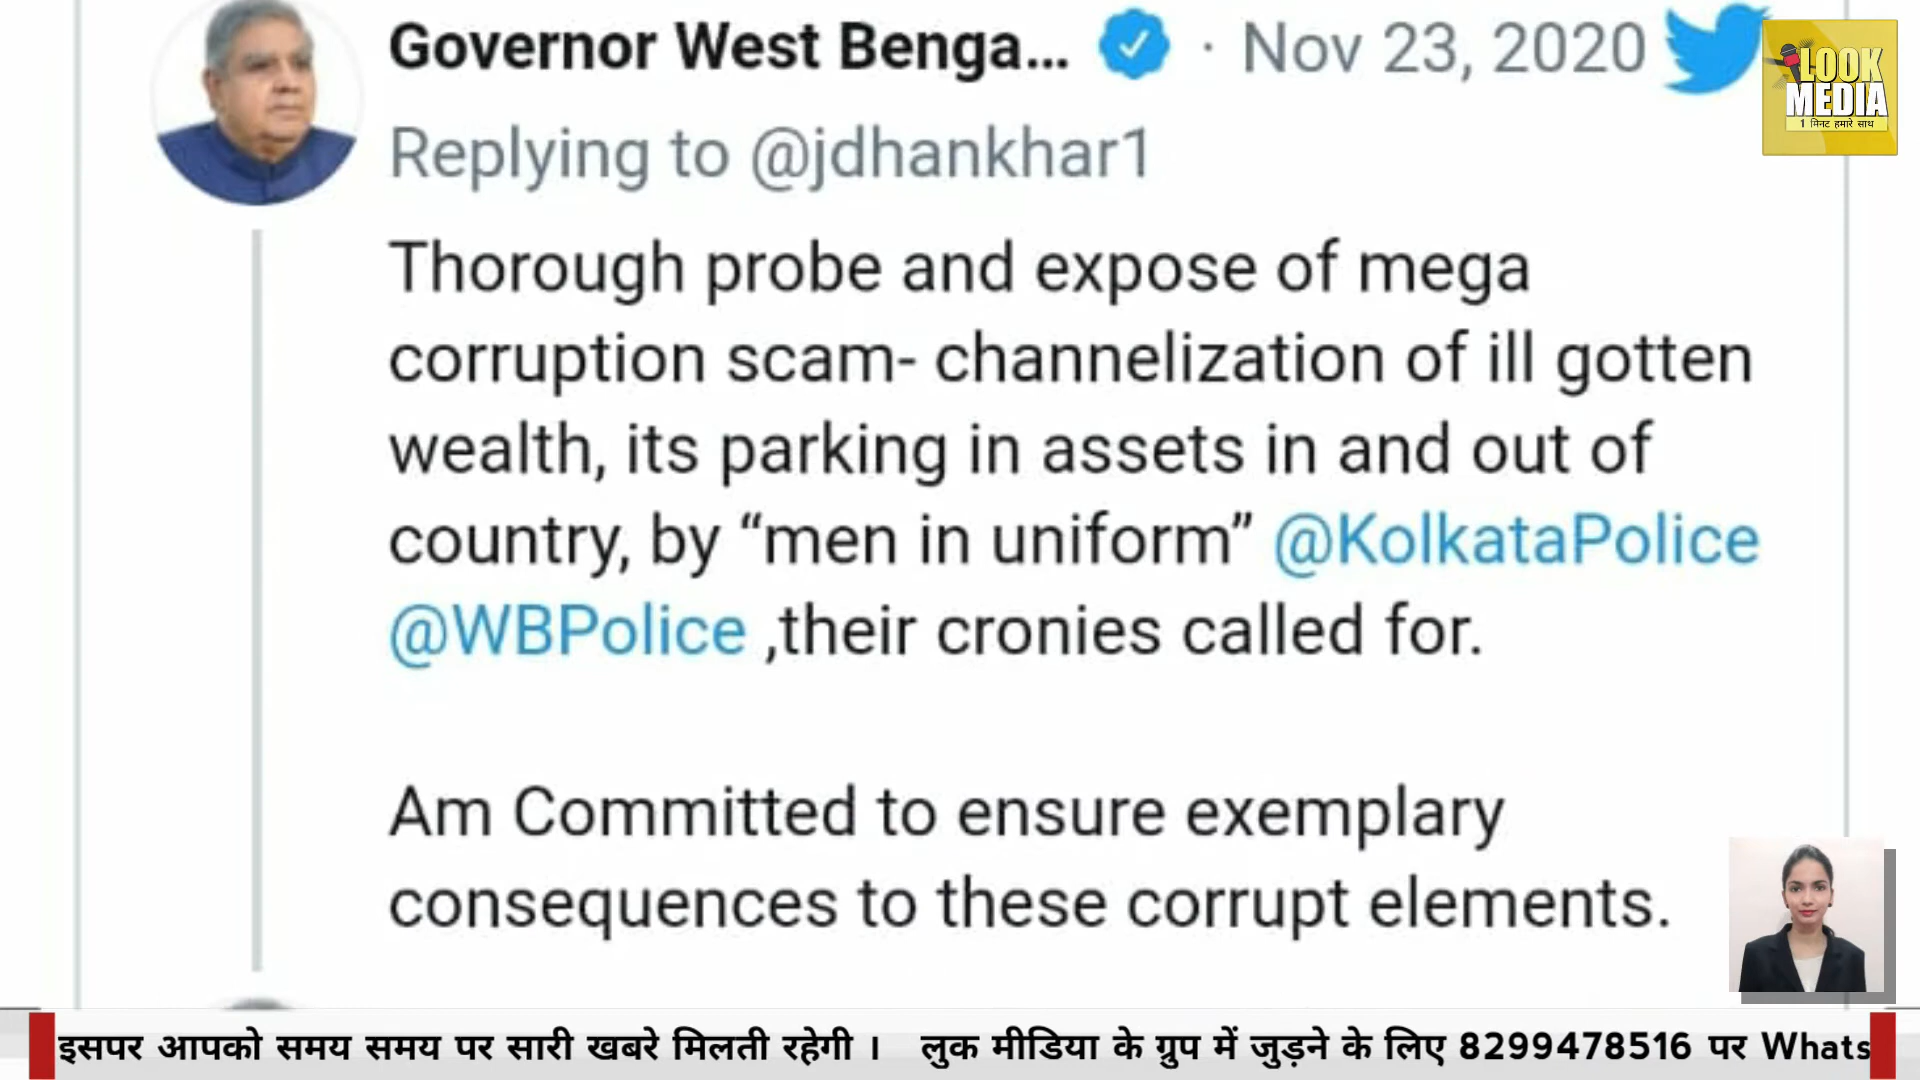 Governor West Benga... · Nov 23, 2020
Replying to @jdhankhar1
Thorough probe and expose of mega
corruption scam- channelization of ill gotten
wealth, its parking in assets in and out of
country, by “men in uniform” @KolkataPolice
@WBPolice ,their cronies called for.
Am Committed to ensure exemplary
consequences to these corrupt elements.
LOOK
MEDIA
1 मिनट हमारे साथ
इसपर आपको समय समय पर सारी खबरे मिलती रहेगी । लुक मीडिया के ग्रुप में जुड़ने के लिए 8299478516 पर Whats